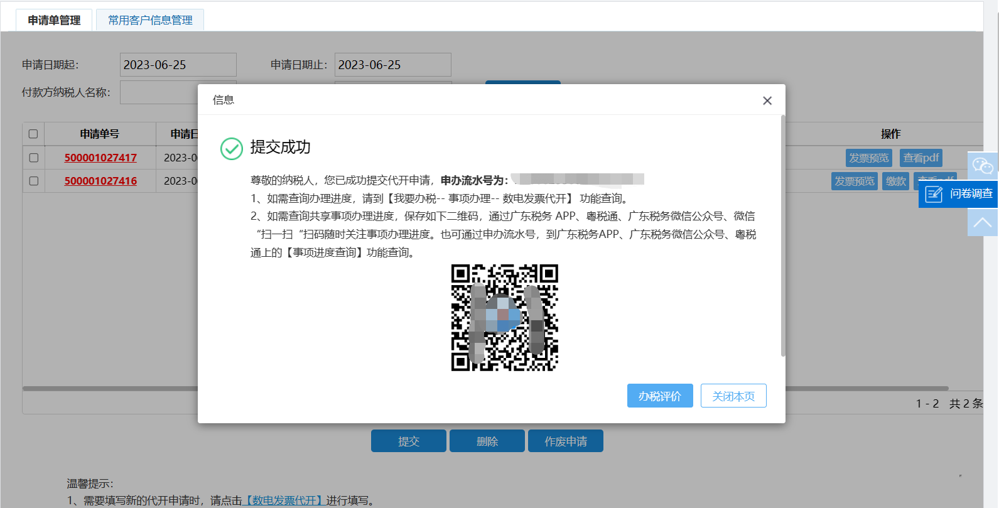 申请单管理 常用客户信息管理
申请日期起: 2023-06-25 申请日期止: 2023-06-25
付款方纳税人名称:
信息
申请单号 申请日 操作
500001027417 2023-0 发票预览 查看pdf
500001027416 2023-0 发票预览 缴款 查看pdf
问卷调查
提交成功
尊敬的纳税人，您已成功提交代开申请，申办流水号为：
1、如需查询办理进度，请到【我要办税-- 事项办理-- 数电发票代开】 功能查询。
2、如需查询共享事项办理进度，保存如下二维码，通过广东税务 APP、粤税通、广东税务微信公众号、微信
“扫一扫“扫码随时关注事项办理进度。也可通过申办流水号，到广东税务APP、广东税务微信公众号、粤税
通上的【事项进度查询】功能查询。
办税评价 关闭本页
1 - 2 共 2 条
提交 删除 作废申请
温馨提示:
1、需要填写新的代开申请时，请点击【数电发票代开】进行填写。